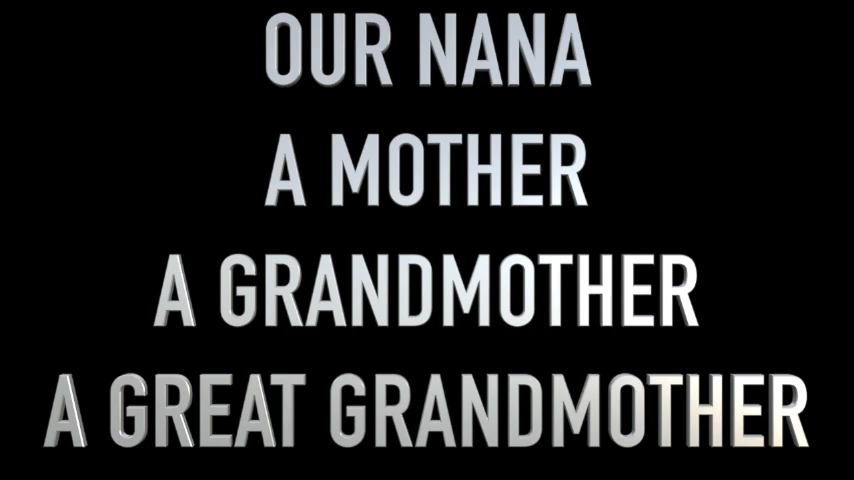 OUR NANA
A MOTHER
A GRANDMOTHER
A GREAT GRANDMOTHER